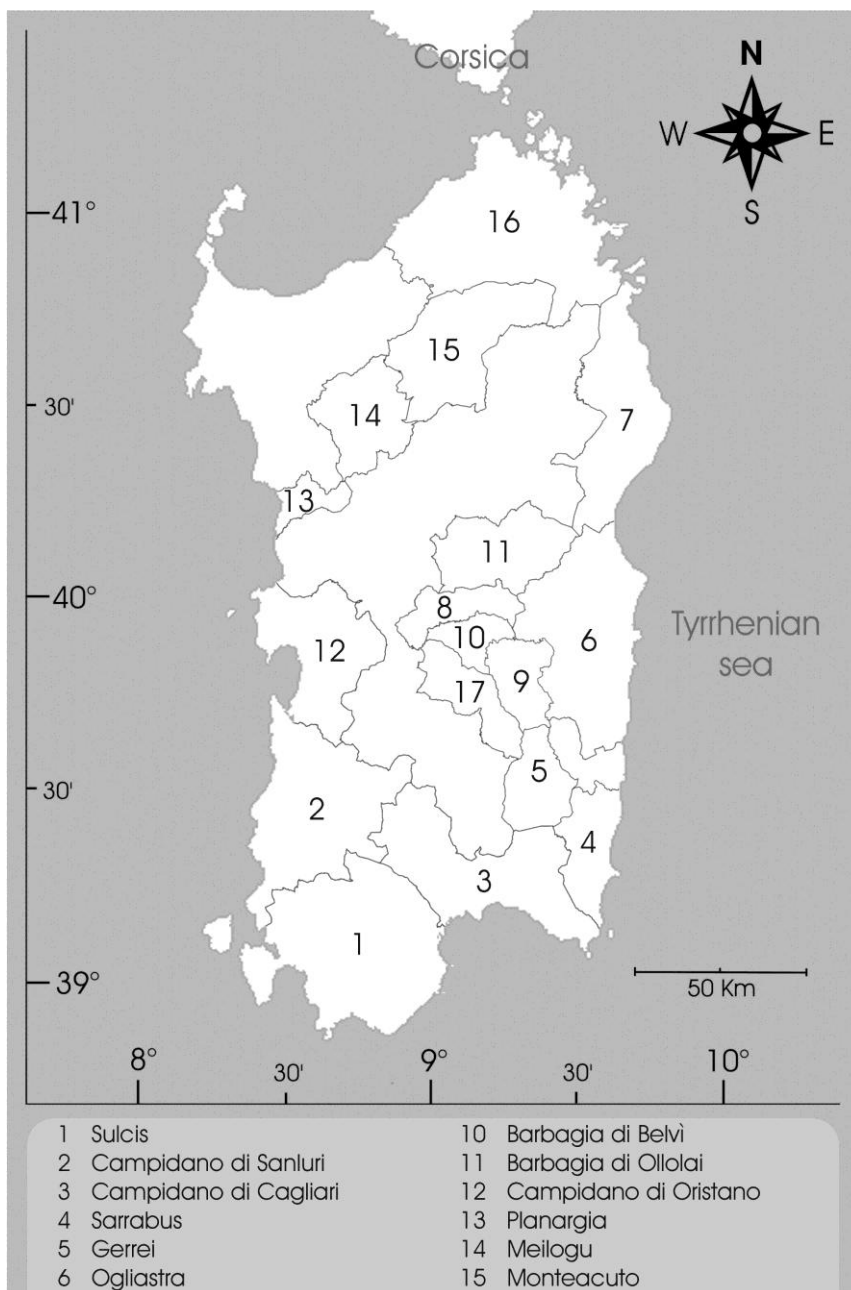 Corsica
N
W E
S
41°
16
15
30'
14
7
13
11
40°
8
10
12
6
Tyrrhenian
sea
9
17
5
30'
2
4
3
1
39°
50 Km
8° 9° 10°
30' 30'
1 Sulcis
2 Campidano di Sanluri
3 Campidano di Cagliari
4 Sarrabus
5 Gerrei
6 Ogliastra
10 Barbagia di Belvì
11 Barbagia di Ollolai
12 Campidano di Oristano
13 Planargia
14 Meilogu
15 Monteacuto